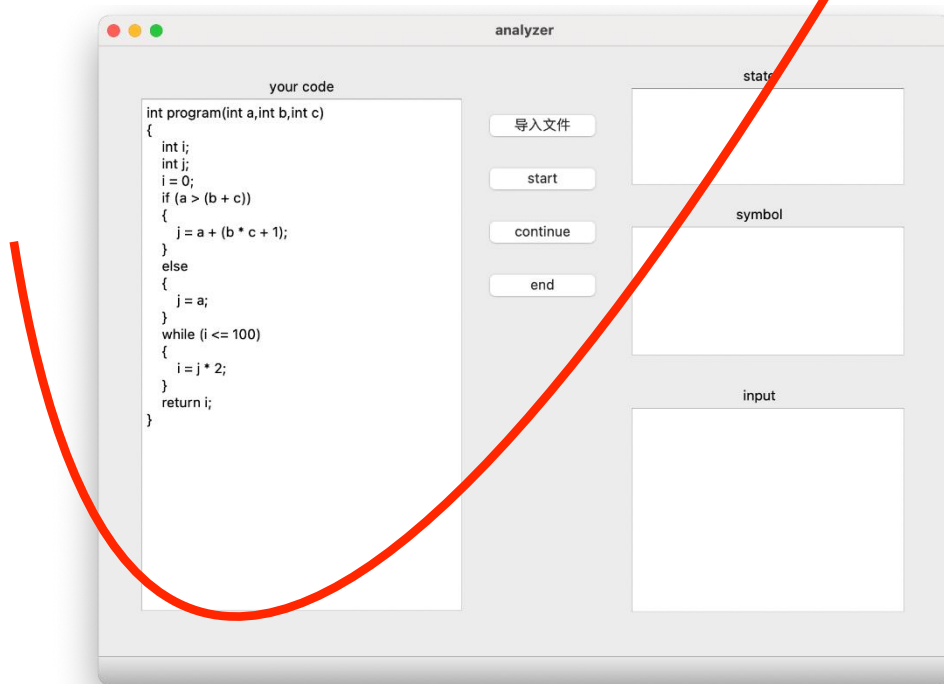 analyzer
your code
int program(int a,int b,int c)
{
int i;
int j;
i = 0;
if (a > (b + c))
{
j = a + (b * c + 1);
}
else
{
j = a;
}
while (i <= 100)
{
i = j * 2;
}
return i;
}
导入文件
start
continue
end
state
symbol
input